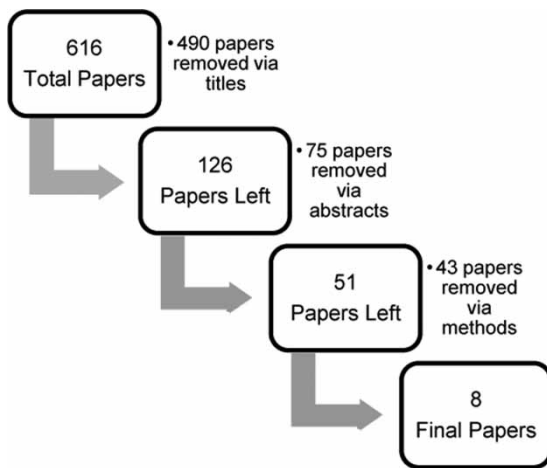 616
Total Papers
• 490 papers
removed via
titles
126
Papers Left
• 75 papers
removed
via
abstracts
51
Papers Left
• 43 papers
removed
via
methods
8
Final Papers